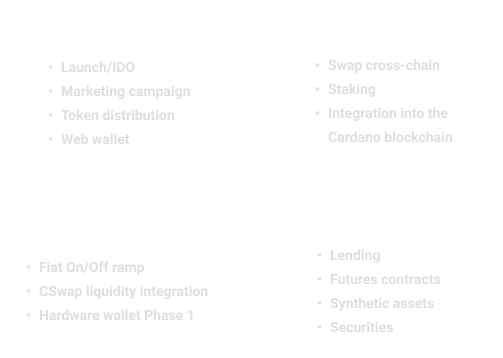 • Launch/IDO
• Marketing campaign
• Token distribution
• Web wallet
• Swap cross-chain
• Staking
• Integration into the
Cardano blockchain
• Fiat On/Off ramp
• CSwap liquidity integration
• Hardware wallet Phase 1
• Lending
• Futures contracts
• Synthetic assets
• Securities